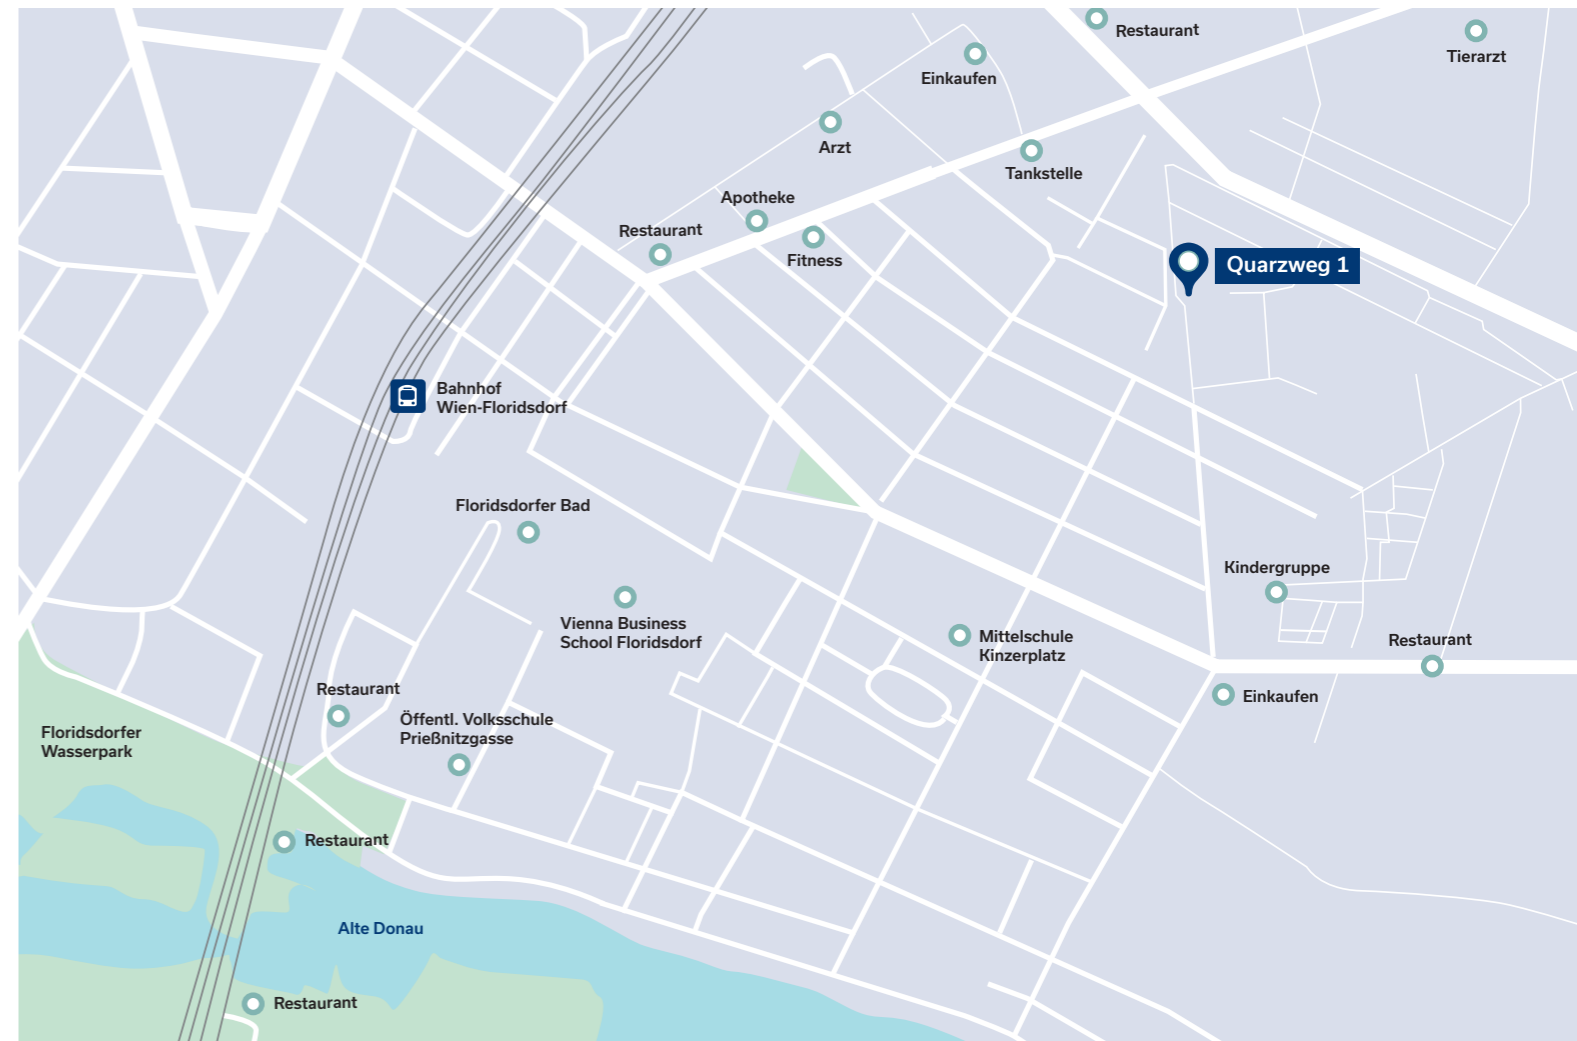 Restaurant
Tierarzt
Einkaufen
Arzt
Tankstelle
Apotheke
Restaurant
Fitness
Quarzweg 1
Bahnhof
Wien-Floridsdorf
Floridsdorfer Bad
Kindergruppe
Vienna Business
School Floridsdorf
Mittelschule
Kinzerplatz
Restaurant
Restaurant
Einkaufen
Öffentl. Volksschule
Prießnitzgasse
Floridsdorfer
Wasserpark
Restaurant
Alte Donau
Restaurant